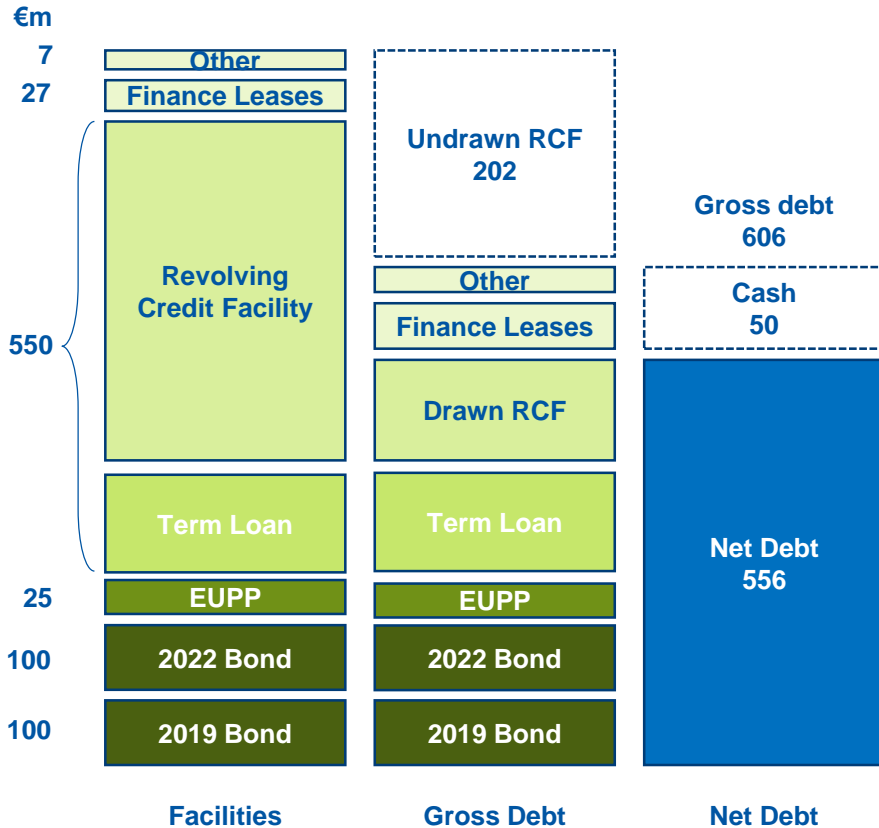 €m
7
27
550
25
100
100
Other
Finance Leases
Revolving
Credit Facility
Term Loan
EUPP
2022 Bond
2019 Bond
Facilities
Undrawn RCF
202
Other
Finance Leases
Drawn RCF
Term Loan
EUPP
2022 Bond
2019 Bond
Gross Debt
Gross debt
606
Cash
50
Net Debt
556
Net Debt